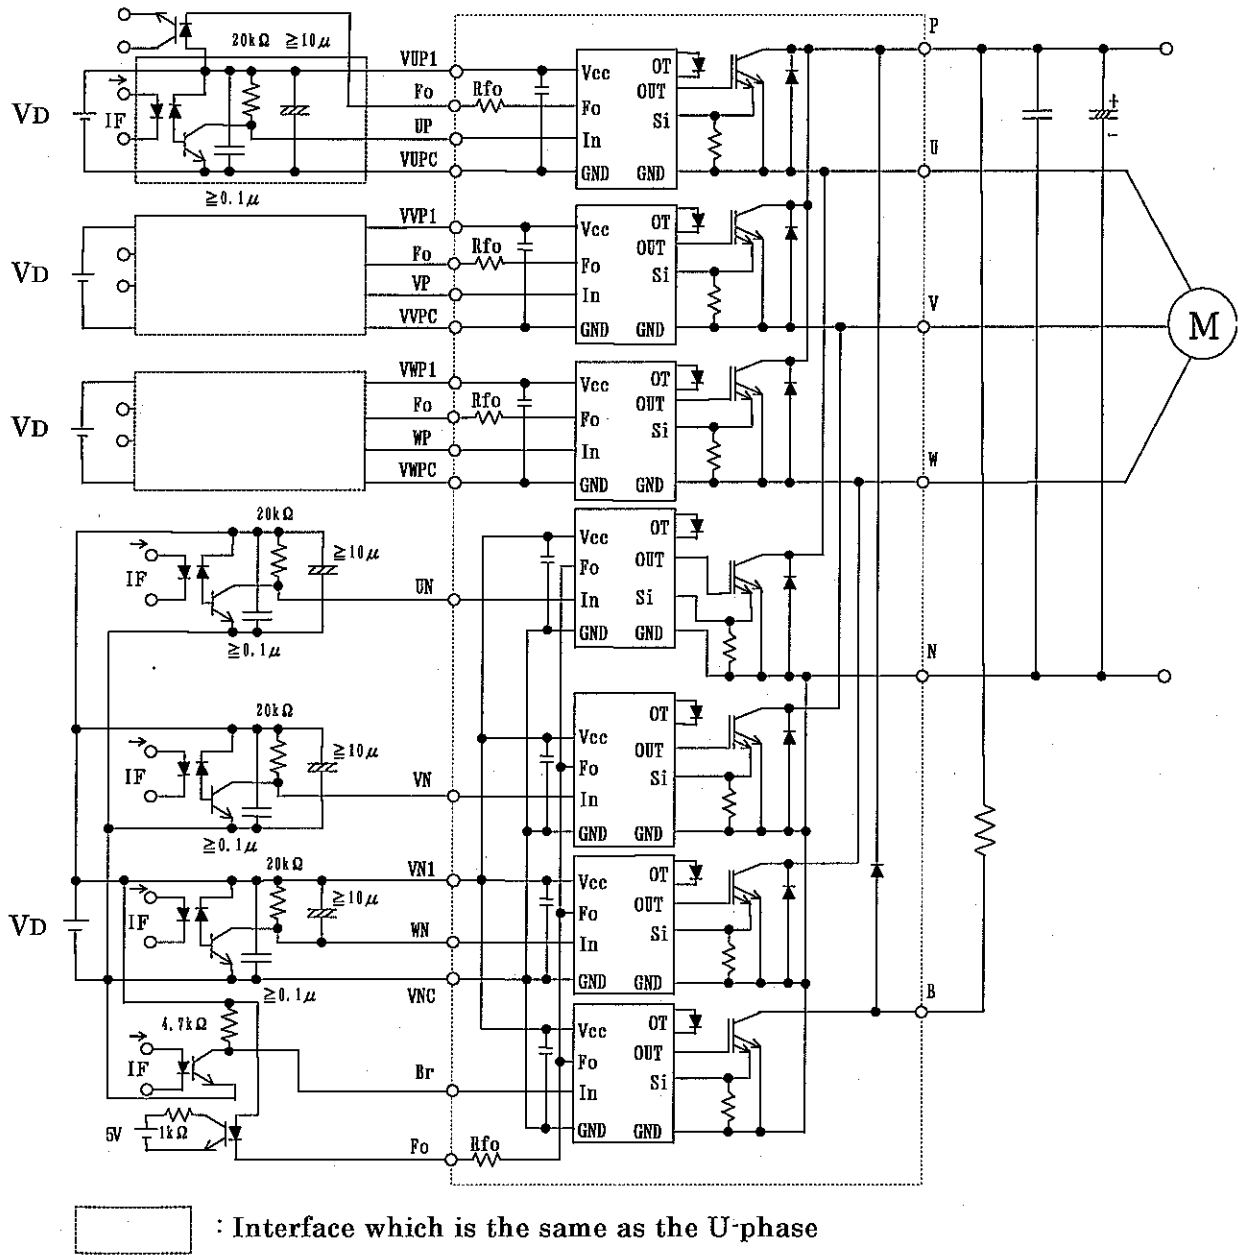 20kΩ ≧10μ
P
VUP1
Vcc
OT
OUT
VD
IF
Fo
Rfo
Fo
Si
+
-
UP
In
U
VUPC
GND
GND
≧0.1μ
VVP1
Vcc
OT
OUT
VD
Fo
Rfo
Fo
Si
VP
In
V
VVPC
GND
GND
M
VWP1
Vcc
OT
OUT
VD
Fo
Rfo
Fo
Si
WP
In
W
VWPC
GND
GND
20kΩ
≧10μ
Vcc
OT
OUT
IF
Fo
UN
In
Si
GND
GND
≧0.1μ
N
20kΩ
≧10μ
Vcc
OT
OUT
IF
Fo
Si
VN
In
GND
GND
≧0.1μ
20kΩ
≧10μ
VN1
Vcc
OT
OUT
VD
IF
Fo
WN
In
Si
VNC
GND
GND
≧0.1μ
B
4.7kΩ
Vcc
OT
OUT
IF
Fo
Br
In
Si
5V
1kΩ
GND
GND
Fo
Rfo
: Interface which is the same as the U-phase